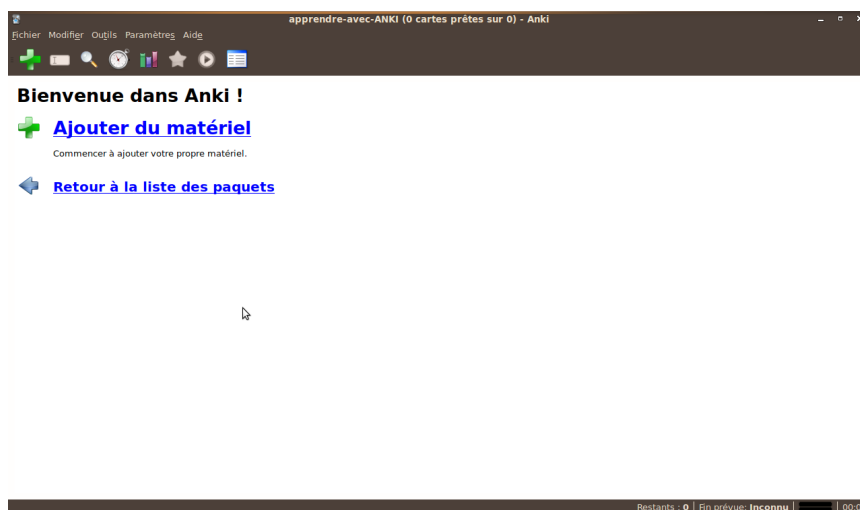 apprendre-avec-ANKI (0 cartes prêtes sur 0) - Anki
Fichier Modifier Outils Paramètres Aide
Bienvenue dans Anki !
Ajouter du matériel
Commencer à ajouter votre propre matériel.
Retour à la liste des paquets
Restants : 0 Fin prévue: Inconnu